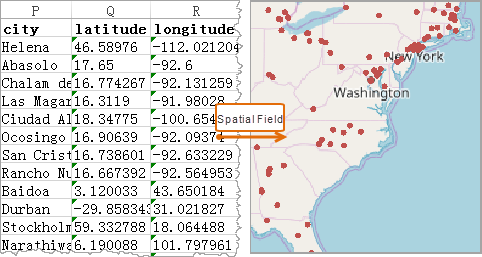 P Q R
city latitude longitude
Helena 46.58976 -112.021204
Abasolo 17.65 -92.6
Chalam de 16.774267 -92.131259
Las Magar 16.3119 -91.98028
Ciudad Al 18.34775 -100.654
Ocosingo 16.90639 -92.09374
San Crist 16.738601 -92.633229
Rancho Nu 16.667392 -92.564953
Baidoa 3.120033 43.650184
Durban -29.858343 31.021827
Stockholm 59.332788 18.064488
Narathiwa 6.190088 101.797961
Spatial Field
New York
Washington